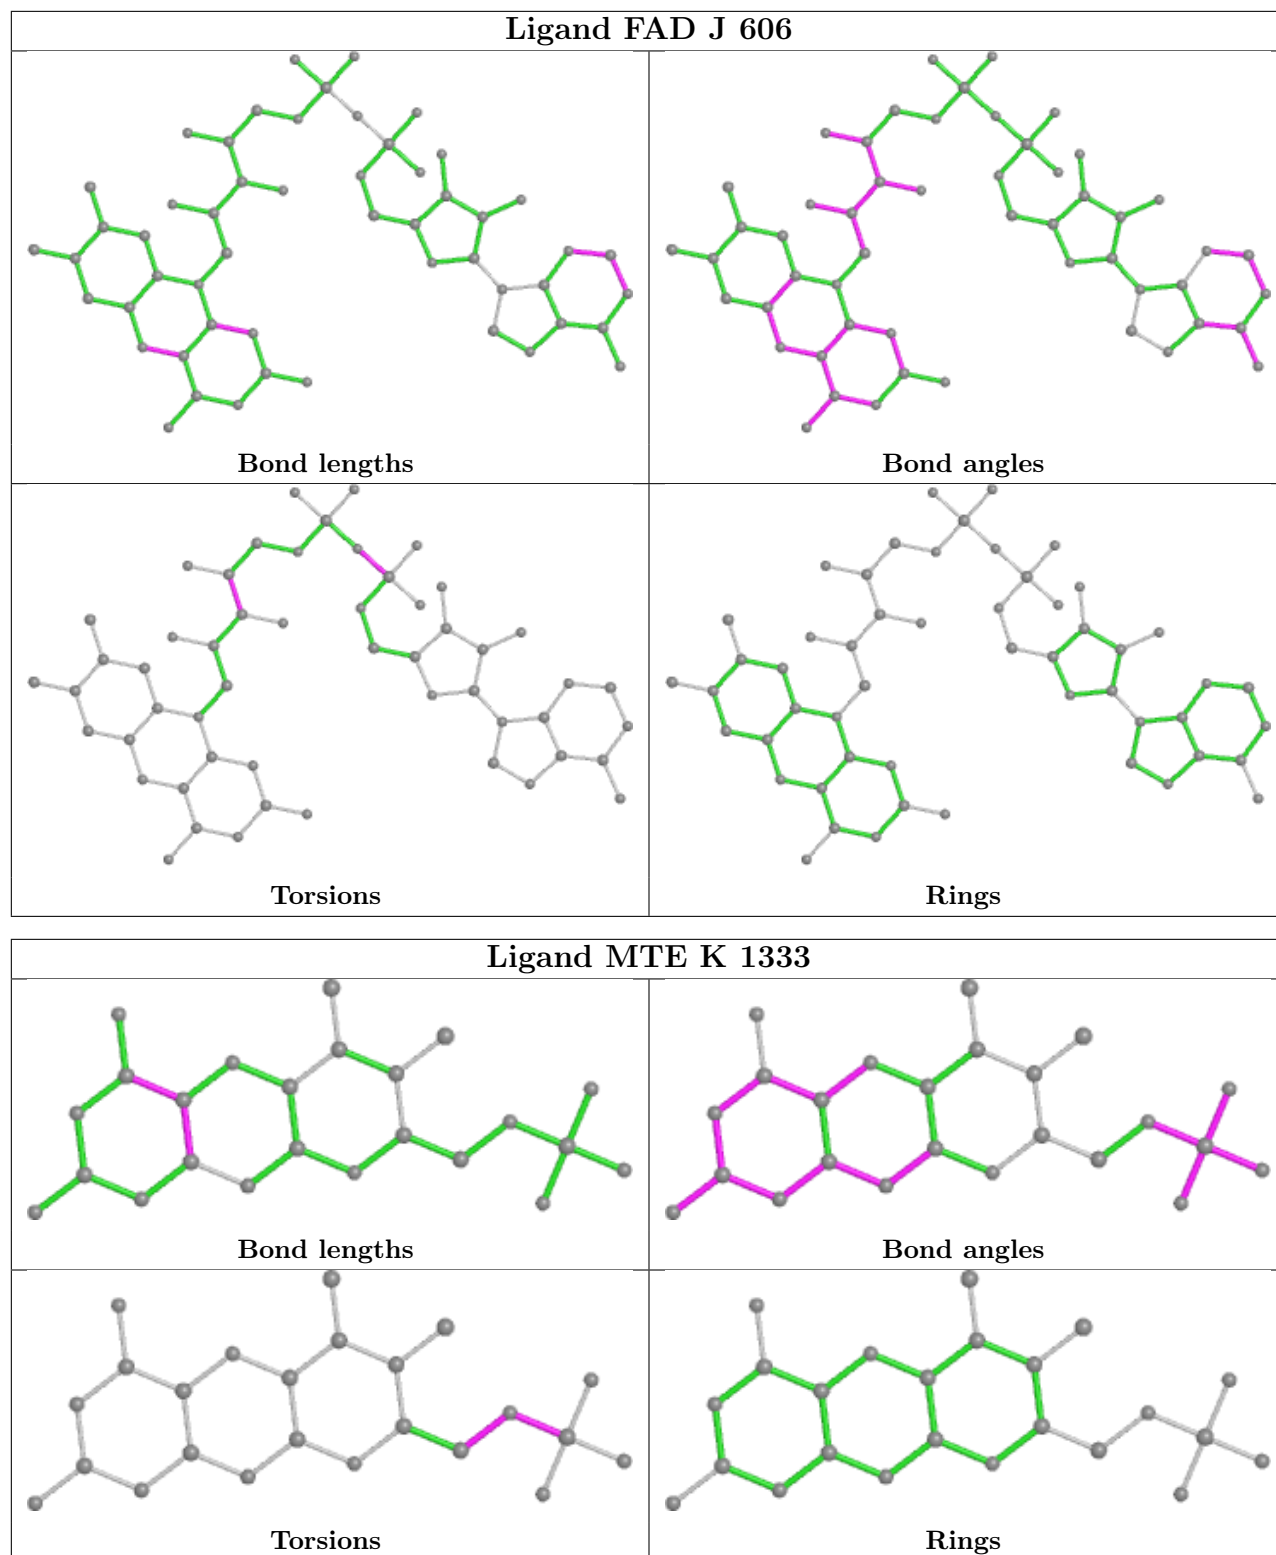 Ligand FAD J 606
Bond lengths
Bond angles
Torsions
Rings
Ligand MTE K 1333
Bond lengths
Bond angles
Torsions
Rings